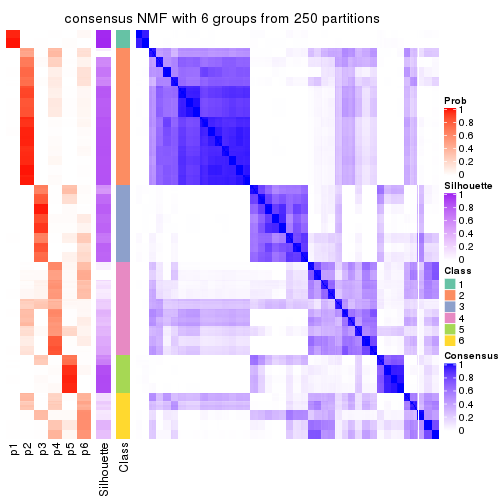 consensus NMF with 6 groups from 250 partitions
Prob
1
0.8
0.6
0.4
0.2
0
Silhouette
1
0.8
0.6
0.4
0.2
0
Class
1
2
3
4
5
6
Consensus
1
0.8
0.6
0.4
0.2
0
p1
p2
p3
p4
p5
p6
Silhouette
Class